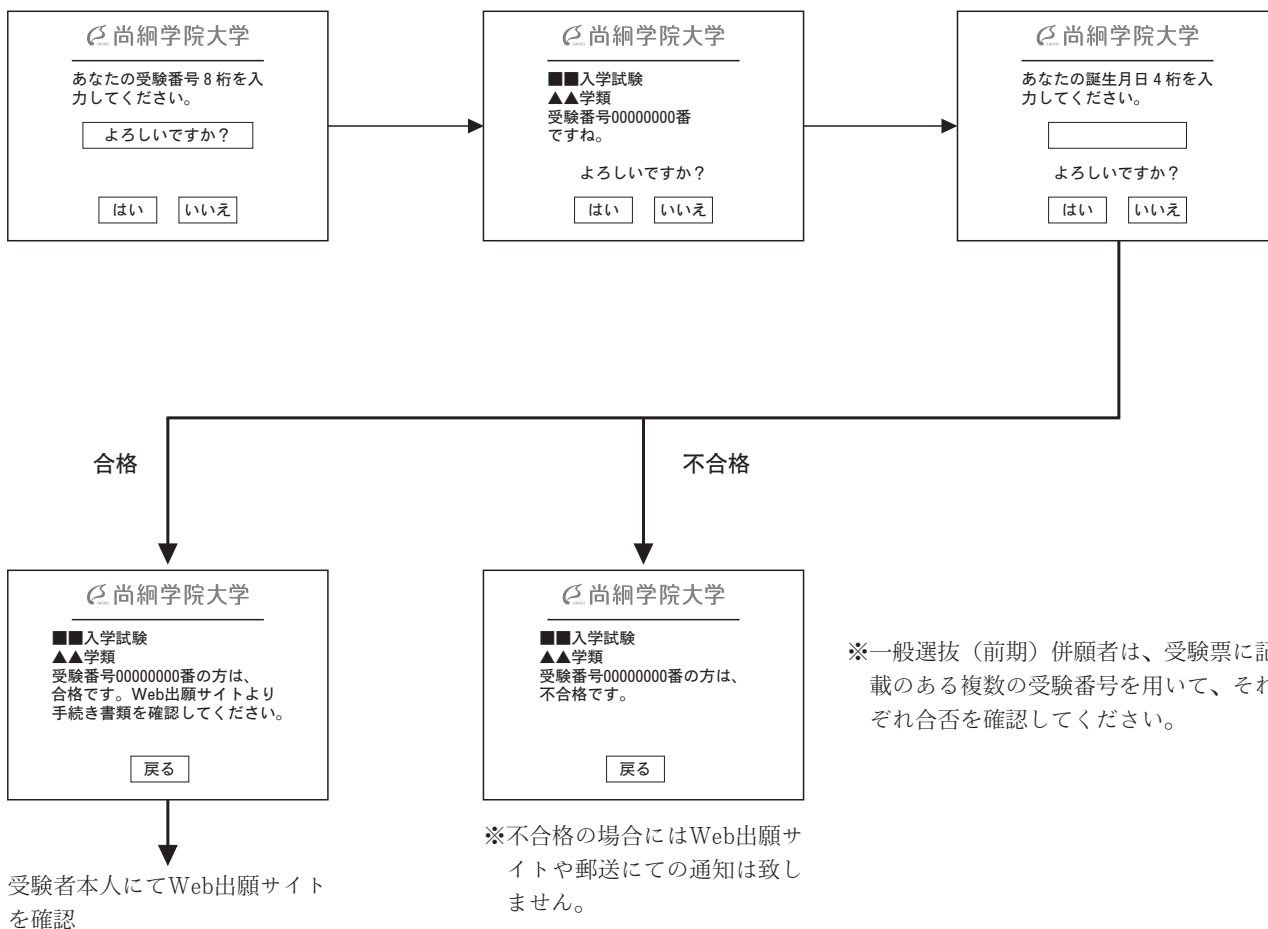 尚絅学院大学
あなたの受験番号8桁を入
力してください。
よろしいですか？
はい いいえ
尚絅学院大学
■■入学試験
▲▲学類
受験番号00000000番
ですね。
よろしいですか？
はい いいえ
尚絅学院大学
あなたの誕生月日4桁を入
力してください。
よろしいですか？
はい いいえ
合格
不合格
尚絅学院大学
■■入学試験
▲▲学類
受験番号00000000番の方は、
合格です。Web出願サイトより
手続き書類を確認してください。
戻る
受験者本人にてWeb出願サイト
を確認
尚絅学院大学
■■入学試験
▲▲学類
受験番号00000000番の方は、
不合格です。
戻る
※不合格の場合にはWeb出願サ
イトや郵送にての通知は致し
ません。
※一般選抜（前期）併願者は、受験票に記
載のある複数の受験番号を用いて、それ
ぞれ合否を確認してください。